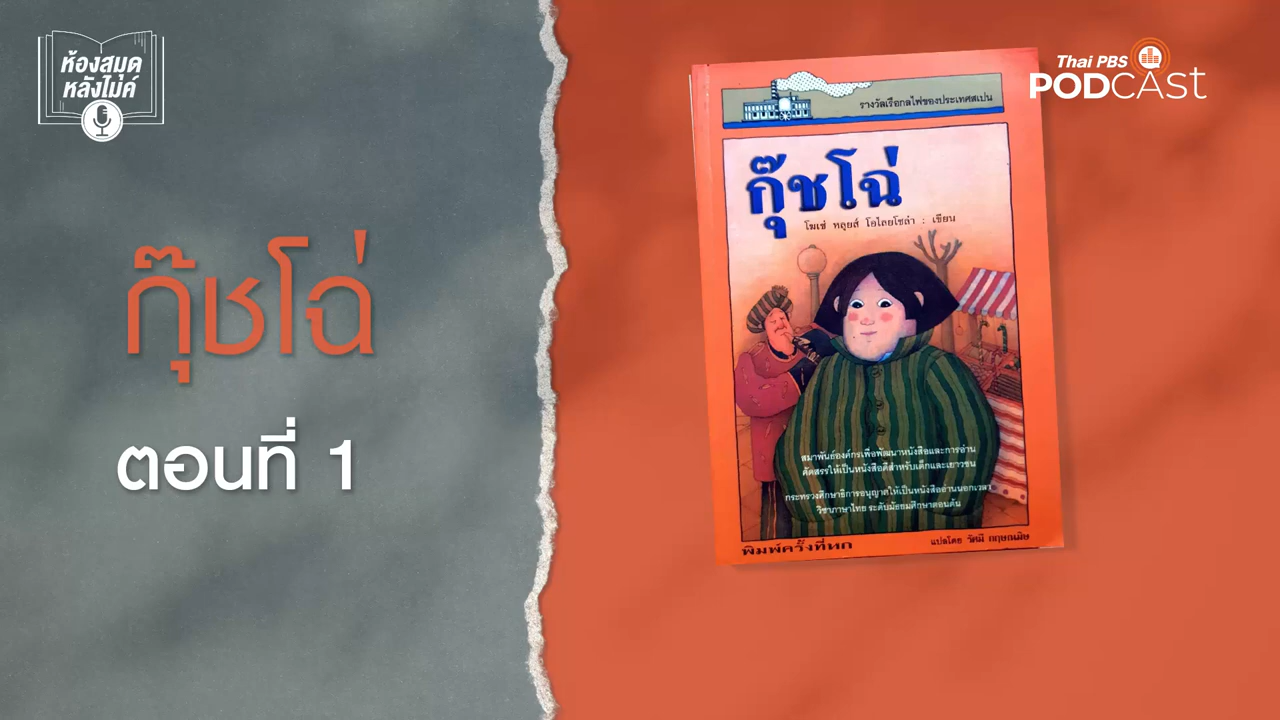 ห้องสมุด
หลังไมค์
กุ๊ชโฉ่
ตอนที่ 1
Thai PBS
PODCAST
รางวัลเรือกลไฟของประเทศสเปน
กุ๊ชโฉ่
โฆเซ่ หลุยส์ โอไลยโซล่า : เขียน
สมาพันธ์องค์กรเพื่อพัฒนาหนังสือและการอ่าน
คัดสรรให้เป็นหนังสือดีสำหรับเด็กและเยาวชน
กระทรวงศึกษาธิการอนุญาตให้เป็นหนังสืออ่านนอกเวลา
วิชาภาษาไทย ระดับมัธยมศึกษาตอนต้น
พิมพ์ครั้งที่หก
แปลโดย รัศมี กฤษณมิษ